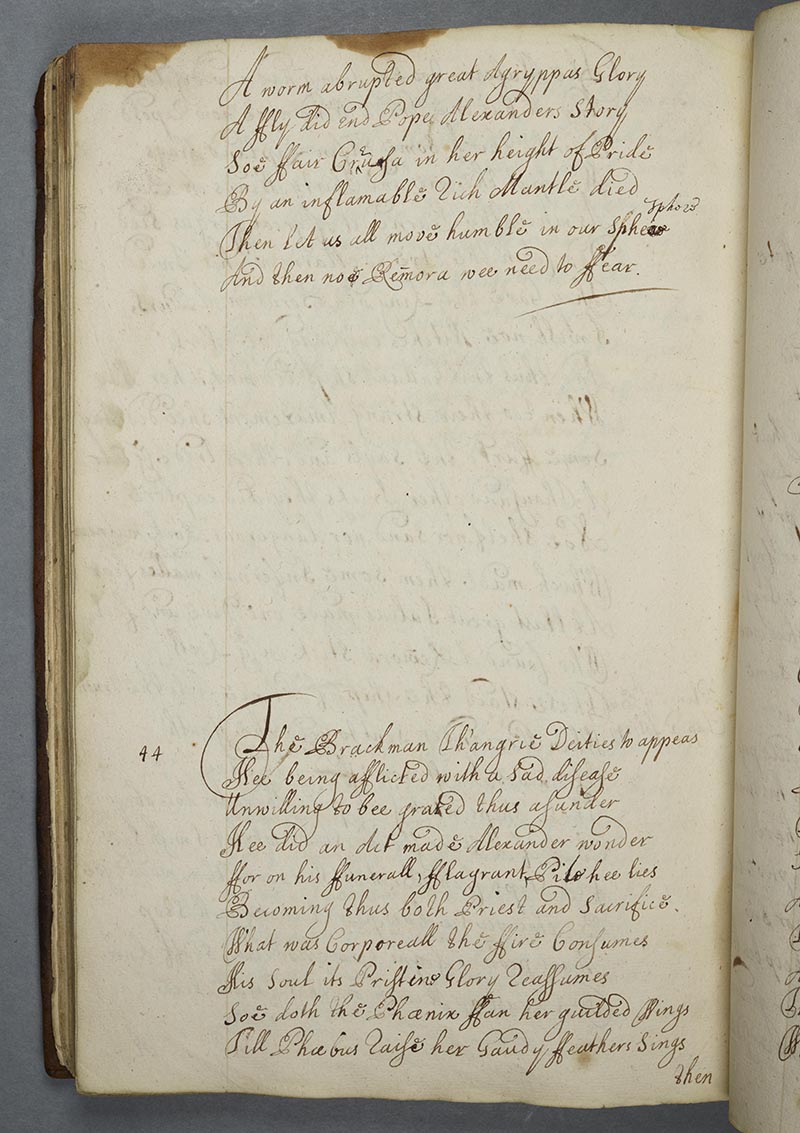 A worm abrupted great Agryppas Glory
A ffly did End Pope Alexanders Story
Soe ffair Creusa in her height of Pride
By an inflamable Rich Mantle died
Then let us all move humble in our Spheir
Sphere
And then noe Remora wee need to ffear.
44
The Brackman Th'angrie Deities to appeas
Hee being afflicted with a Sad disease
Unwilling to bee grated thus asunder
Hee did an Act made Alexander wonder
ffor on his ffunerall, fflagrant, Pile hee lies
Becoming thus both Priest and Sacrifice.
What was Corporeall the ffire Consumes
His Soul its Pristine Glory Reassumes
Soe doth the Phœnix ffan her guilded Wings
Till Phœbus Raise her Gaudy ffeathers Sings
then